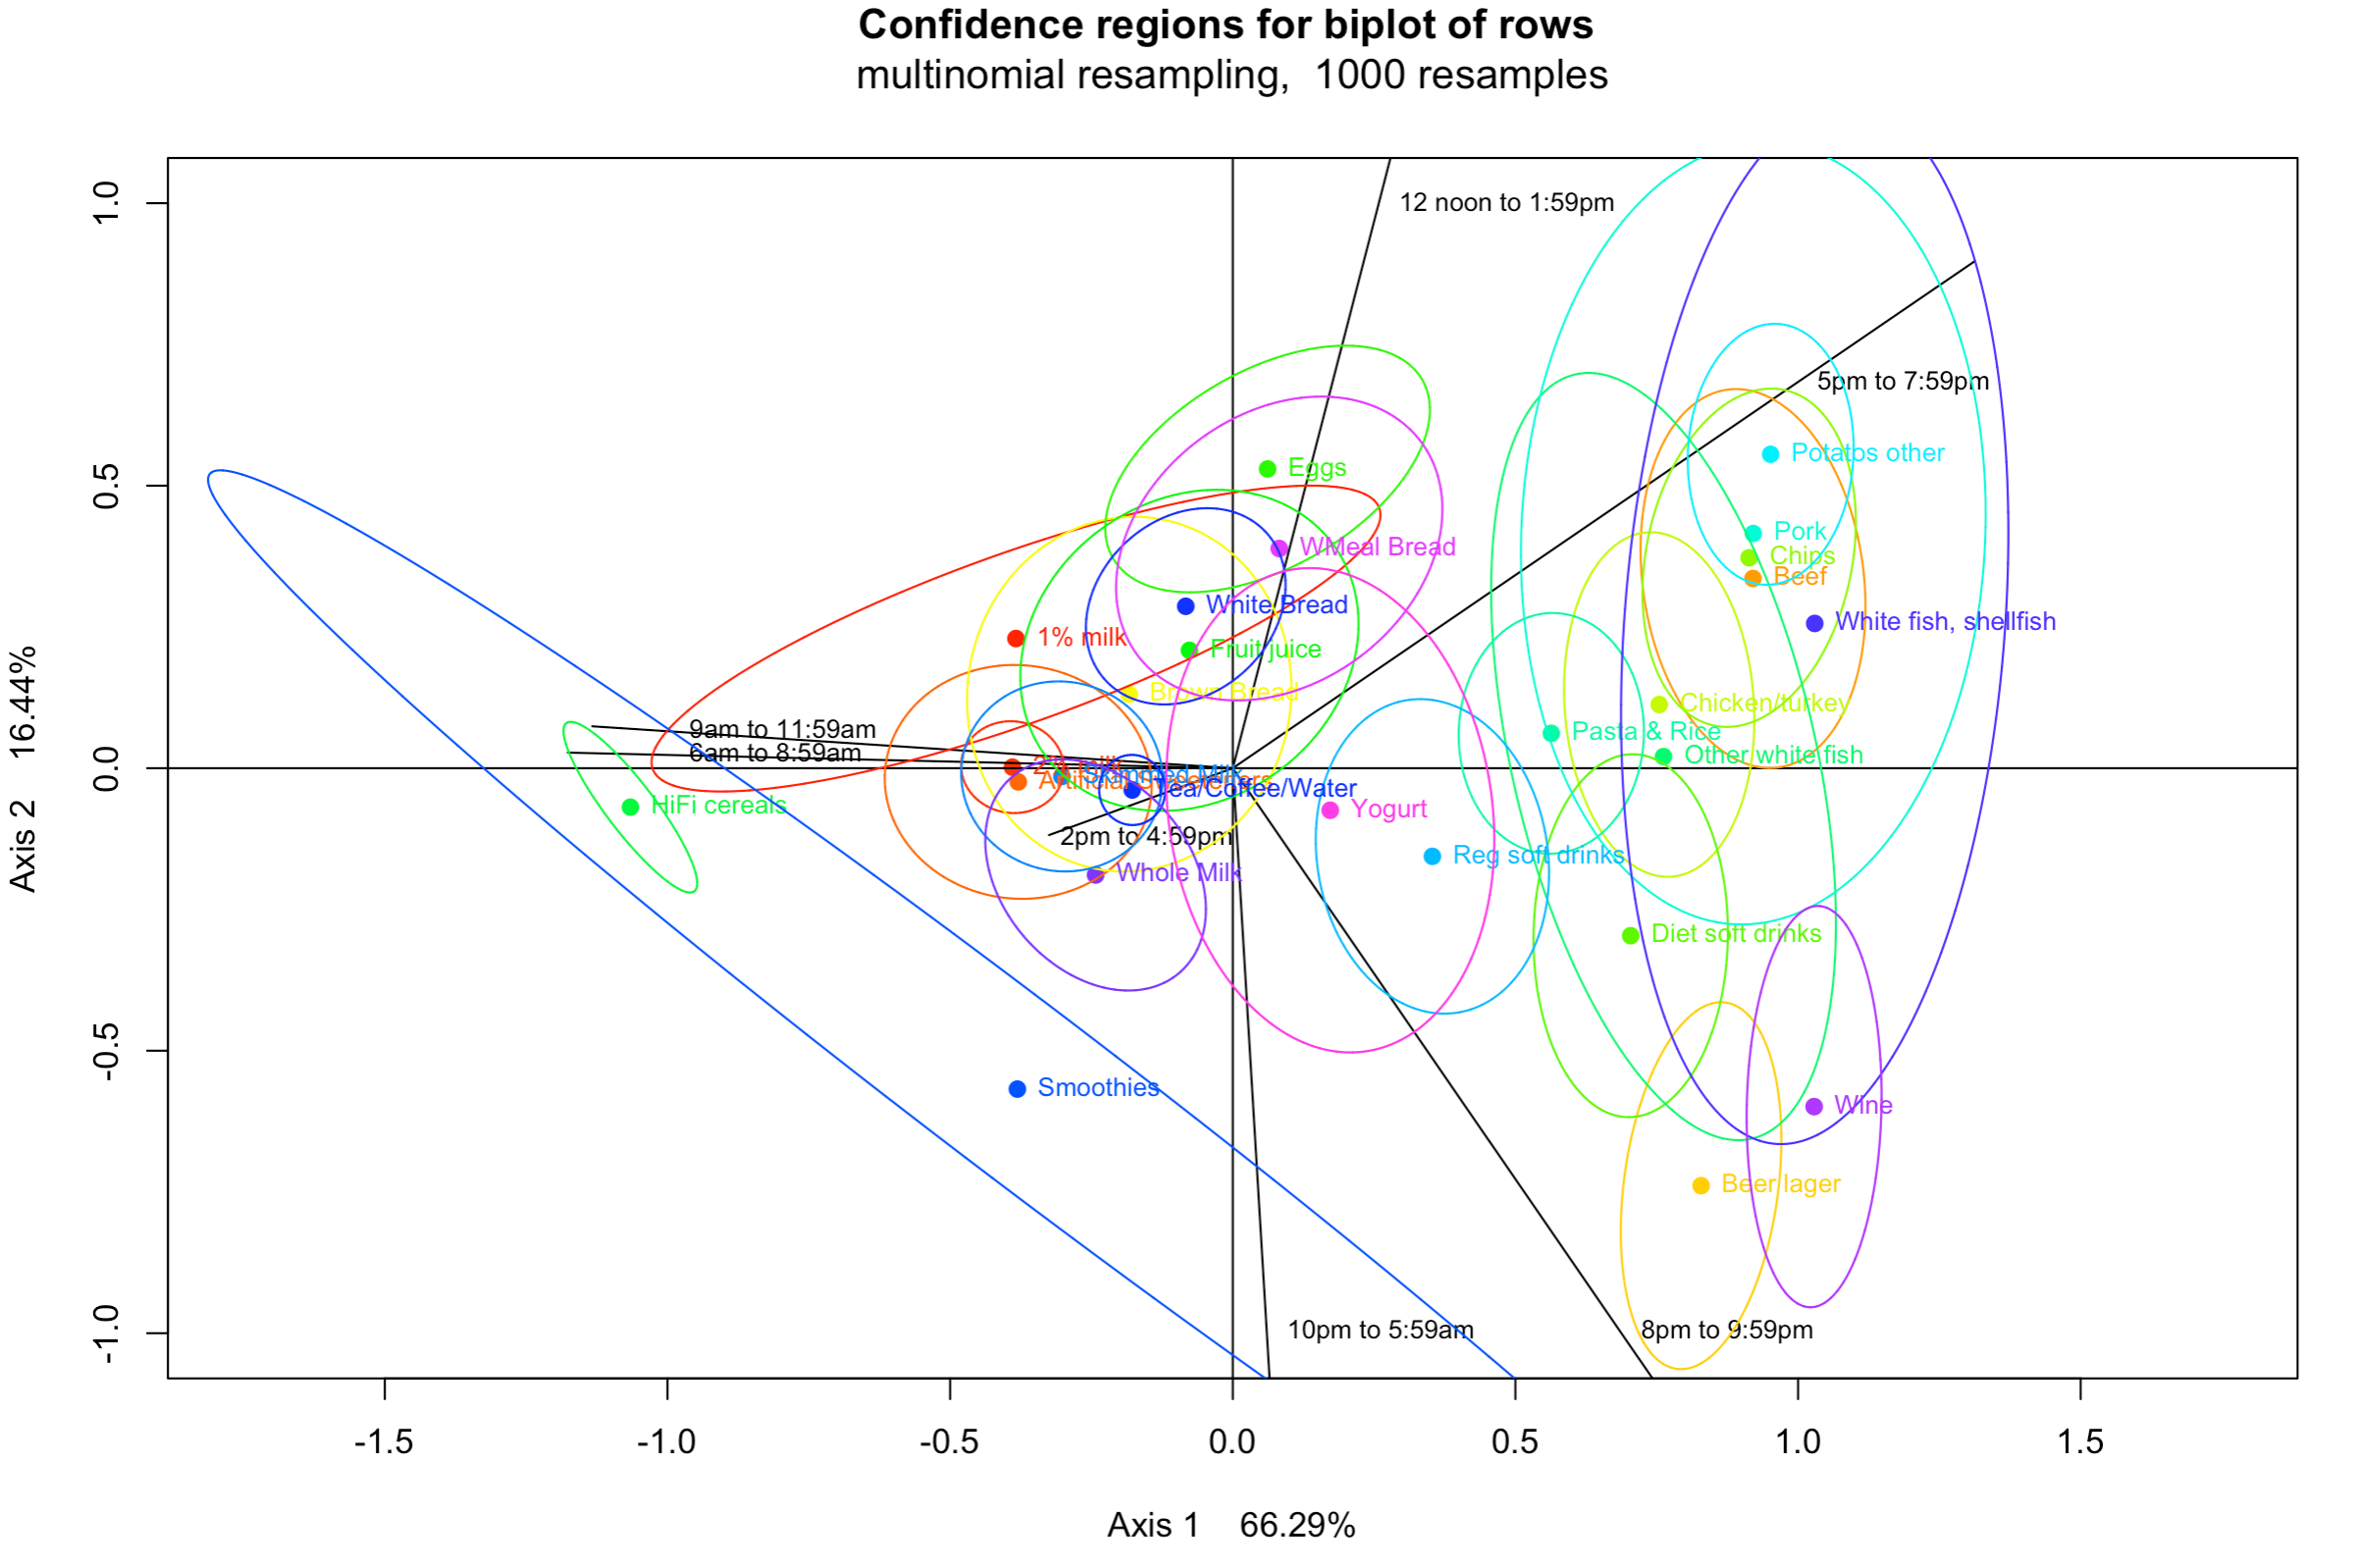 Confidence regions for biplot of rows
multinomial resampling, 1000 resamples
1.0
12 noon to 1:59pm
5pm to 7:59pm
Potatos other
0.5
Eggs
Pork
WMeal Bread
Chips
Beef
White Bread
White fish, shellfish
1% milk
Fruit juice
Brown Bread
Chicken/turkey
9am to 11:59am
Pasta & Rice
6am to 8:59am
Other white fish
0.0
Skimmed Milk
Artificial Sweeteners
Tea/Coffee/Water
HiFi cereals
Yogurt
2pm to 4:59pm
Reg soft drinks
Whole Milk
Diet soft drinks
-0.5
Smoothies
Wine
Beer lager
10pm to 5:59am
8pm to 9:59pm
-1.0
Axis 2 16.44%
-1.5
-1.0
-0.5
0.0
0.5
1.0
1.5
Axis 1 66.29%